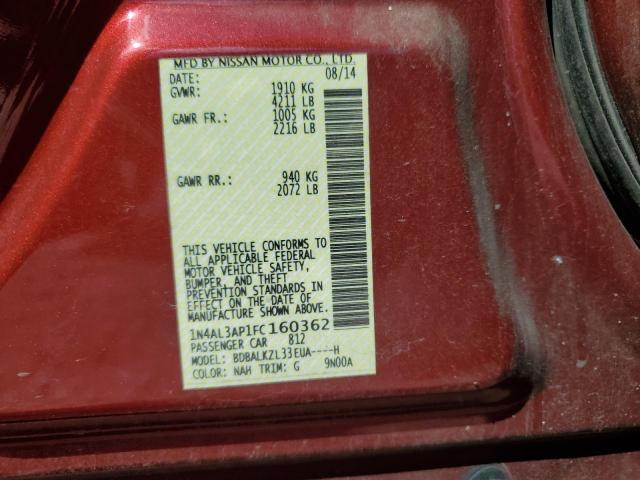 MFD BY NISSAN MOTOR CO., LTD.
DATE: 08/14
GVWR: 1910 KG
4211 LB
GAWR FR.: 1005 KG
2216 LB
GAWR RR.: 940 KG
2072 LB
THIS VEHICLE CONFORMS TO
ALL APPLICABLE FEDERAL
MOTOR VEHICLE SAFETY,
BUMPER, AND THEFT
PREVENTION STANDARDS IN
EFFECT ON THE DATE OF
MANUFACTURE SHOWN ABOVE.
1N4AL3AP1FC160362
PASSENGER CAR 812
MODEL: BDBALKZL33EUA----H
COLOR: NAH TRIM: G 9N00A